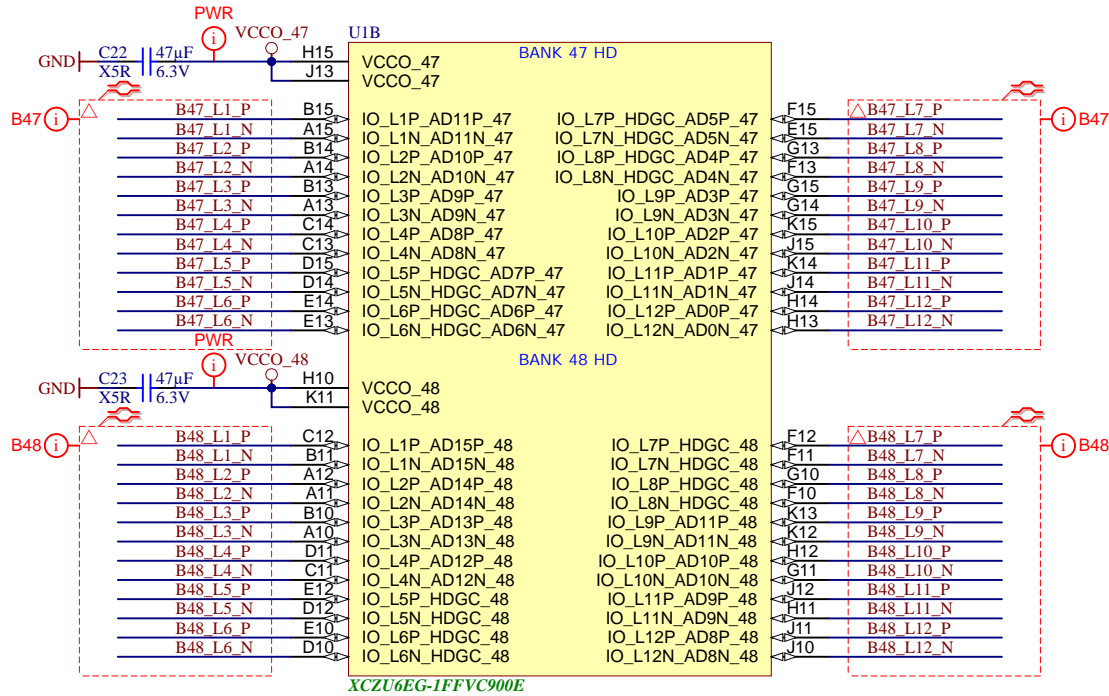 PWR
VCCO_47
U1B
BANK 47 HD
GND
C22
47µF
X5R
6.3V
H15
VCCO_47
J13
VCCO_47
B47
B47
B47_L1_P B15 IO_L1P_AD11P_47 IO_L7P_HDGC_AD5P_47 F15 B47_L7_P
B47_L1_N A15 IO_L1N_AD11N_47 IO_L7N_HDGC_AD5N_47 E15 B47_L7_N
B47_L2_P B14 IO_L2P_AD10P_47 IO_L8P_HDGC_AD4P_47 G13 B47_L8_P
B47_L2_N A14 IO_L2N_AD10N_47 IO_L8N_HDGC_AD4N_47 F13 B47_L8_N
B47_L3_P B13 IO_L3P_AD9P_47 IO_L9P_AD3P_47 G15 B47_L9_P
B47_L3_N A13 IO_L3N_AD9N_47 IO_L9N_AD3N_47 G14 B47_L9_N
B47_L4_P C14 IO_L4P_AD8P_47 IO_L10P_AD2P_47 K15 B47_L10_P
B47_L4_N C13 IO_L4N_AD8N_47 IO_L10N_AD2N_47 J15 B47_L10_N
B47_L5_P D15 IO_L5P_HDGC_AD7P_47 IO_L11P_AD1P_47 K14 B47_L11_P
B47_L5_N D14 IO_L5N_HDGC_AD7N_47 IO_L11N_AD1N_47 J14 B47_L11_N
B47_L6_P E14 IO_L6P_HDGC_AD6P_47 IO_L12P_AD0P_47 H14 B47_L12_P
B47_L6_N E13 IO_L6N_HDGC_AD6N_47 IO_L12N_AD0N_47 H13 B47_L12_N
PWR
VCCO_48
BANK 48 HD
GND
C23
47µF
X5R
6.3V
H10
VCCO_48
K11
VCCO_48
B48
B48
B48_L1_P C12 IO_L1P_AD15P_48 IO_L7P_HDGC_48 F12 B48_L7_P
B48_L1_N B11 IO_L1N_AD15N_48 IO_L7N_HDGC_48 F11 B48_L7_N
B48_L2_P A12 IO_L2P_AD14P_48 IO_L8P_HDGC_48 G10 B48_L8_P
B48_L2_N A11 IO_L2N_AD14N_48 IO_L8N_HDGC_48 F10 B48_L8_N
B48_L3_P B10 IO_L3P_AD13P_48 IO_L9P_AD11P_48 K13 B48_L9_P
B48_L3_N A10 IO_L3N_AD13N_48 IO_L9N_AD11N_48 K12 B48_L9_N
B48_L4_P D11 IO_L4P_AD12P_48 IO_L10P_AD10P_48 H12 B48_L10_P
B48_L4_N C11 IO_L4N_AD12N_48 IO_L10N_AD10N_48 G11 B48_L10_N
B48_L5_P E12 IO_L5P_HDGC_48 IO_L11P_AD9P_48 J12 B48_L11_P
B48_L5_N D12 IO_L5N_HDGC_48 IO_L11N_AD9N_48 H11 B48_L11_N
B48_L6_P E10 IO_L6P_HDGC_48 IO_L12P_AD8P_48 J11 B48_L12_P
B48_L6_N D10 IO_L6N_HDGC_48 IO_L12N_AD8N_48 J10 B48_L12_N
XCZU6EG-1FFVC900E